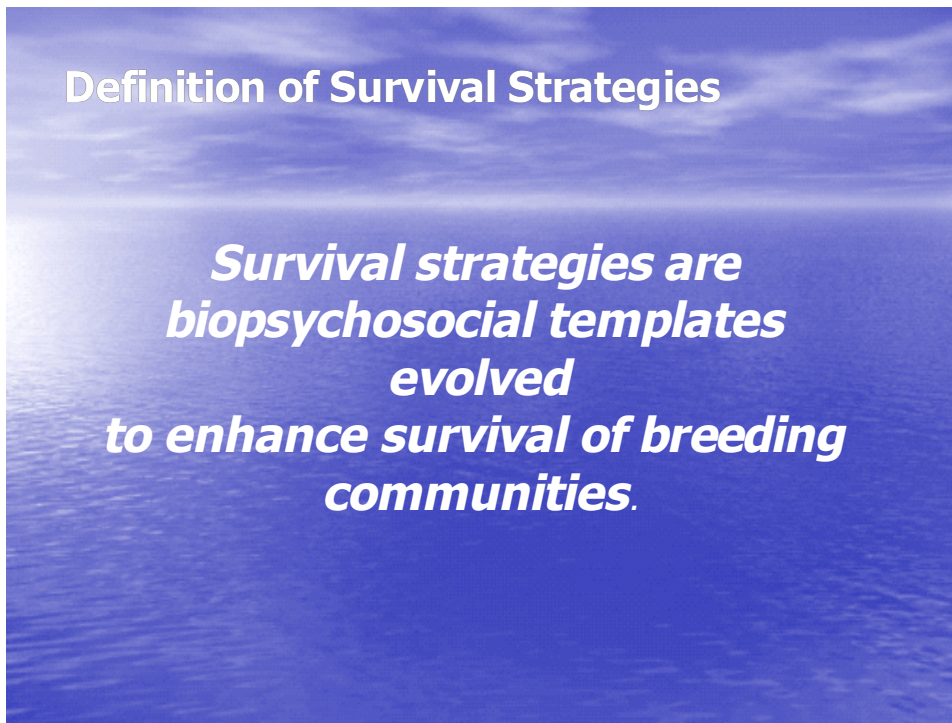 Definition of Survival Strategies
Survival strategies are
biopsychosocial templates
evolved
to enhance survival of breeding
communities.